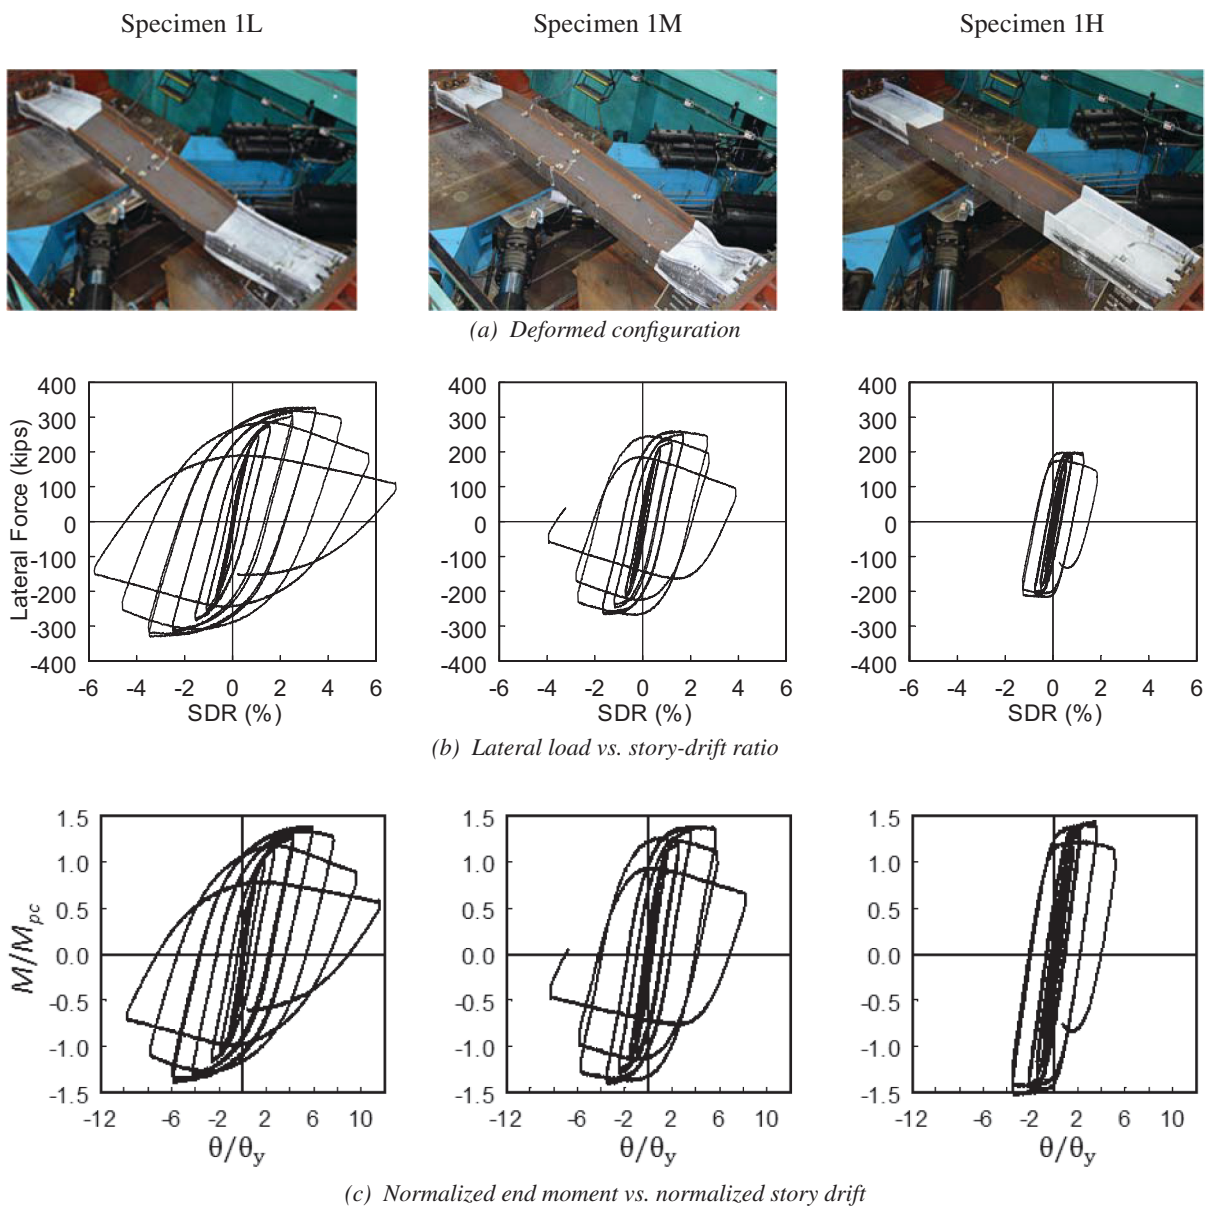 Specimen 1L Specimen 1M Specimen 1H
(a) Deformed configuration
400 400 400
300 300 300
200 200 200
100 100 100
0 0 0
-100 -100 -100
-200 -200 -200
-300 -300 -300
-400 -400 -400
Lateral Force (kips)
-6 -4 -2 0 2 4 6 -6 -4 -2 0 2 4 6 -6 -4 -2 0 2 4 6
SDR (%) SDR (%) SDR (%)
(b) Lateral load vs. story-drift ratio
1.5 1.5 1.5
1.0 1.0 1.0
0.5 0.5 0.5
0.0 0.0 0.0
-0.5 -0.5 -0.5
-1.0 -1.0 -1.0
-1.5 -1.5 -1.5
M/Mpc
-12 -6 -2 2 6 10 -12 -6 -2 2 6 10 -12 -6 -2 2 6 10
θ/θy θ/θy θ/θy
(c) Normalized end moment vs. normalized story drift